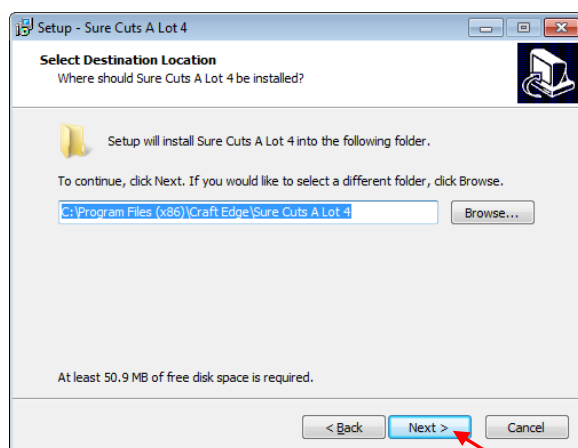 Setup - Sure Cuts A Lot 4
Select Destination Location
Where should Sure Cuts A Lot 4 be installed?
Setup will install Sure Cuts A Lot 4 into the following folder.
To continue, click Next. If you would like to select a different folder, click Browse.
C:\Program Files (x86)\Craft Edge\Sure Cuts A Lot 4
Browse...
At least 50.9 MB of free disk space is required.
< Back Next > Cancel